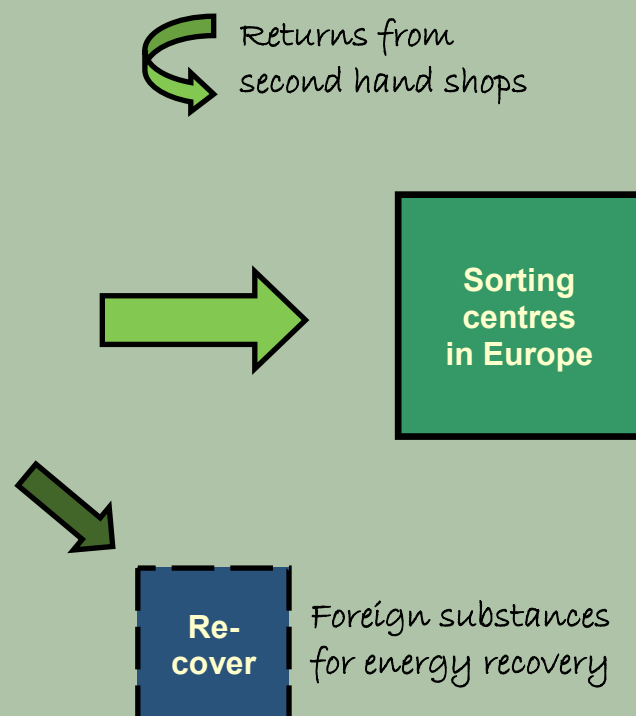 Returns from
second hand shops
Sorting
centres
in Europe
Re-
cover
Foreign substances
for energy recovery